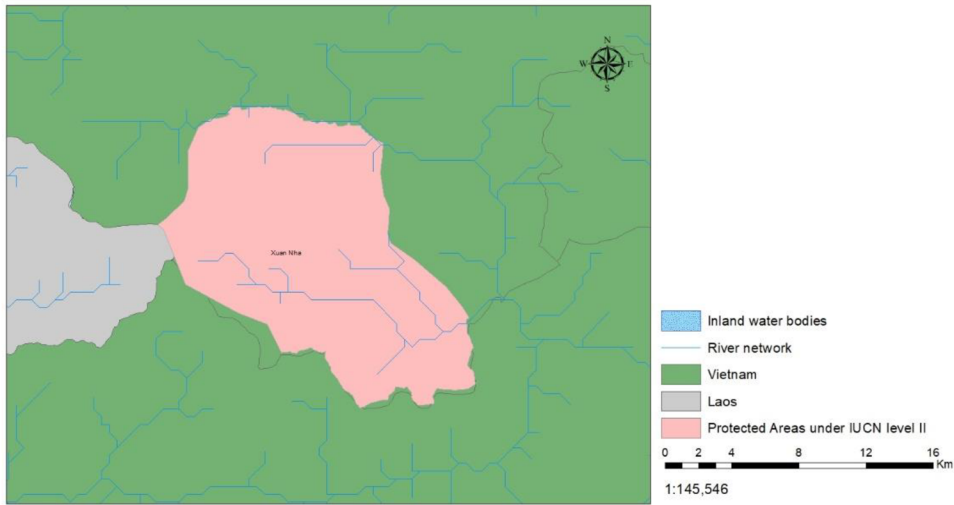 N
W E
S
Xuan Nha
Inland water bodies
River network
Vietnam
Laos
Protected Areas under IUCN level II
0 2 4 8 12 16
Km
1:145,546